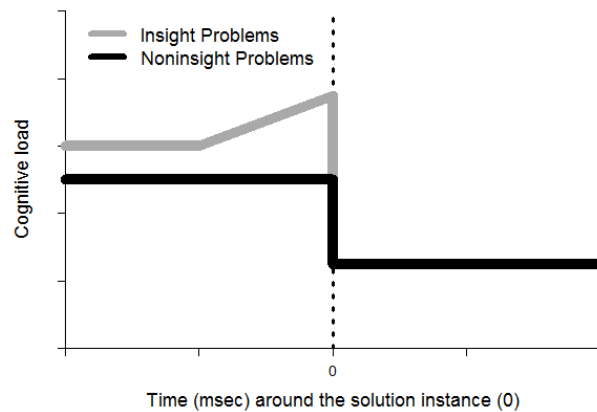 Insight Problems
Noninsight Problems
Cognitive load
0
Time (msec) around the solution instance (0)